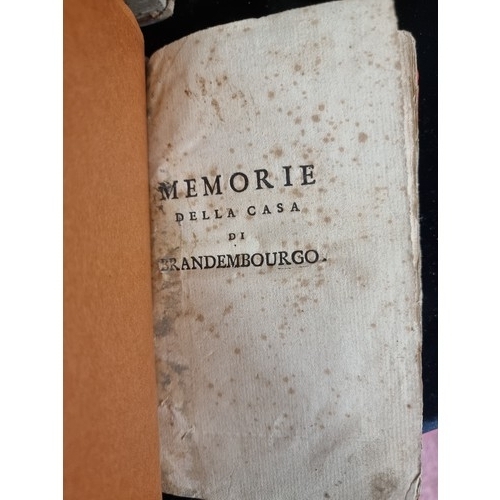 MEMORIE
DELLA CASA
DI
BRANDEMBOURGO.